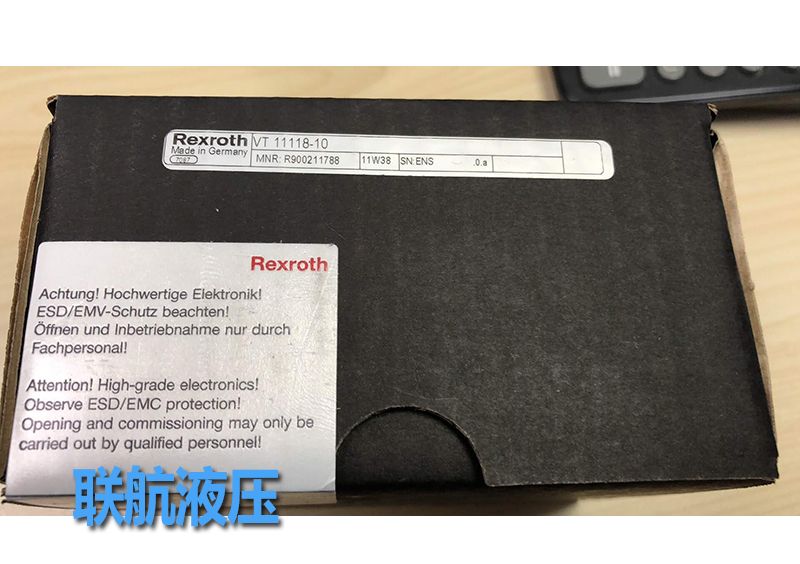 Rexroth VT 11118-10
Made in Germany
7087 MNR: R900211788 11W38 SN:ENS .0.a
Rexroth
Achtung! Hochwertige Elektronik!
ESD/EMV-Schutz beachten!
Öffnen und Inbetriebnahme nur durch
Fachpersonal!
Attention! High-grade electronics!
Observe ESD/EMC protection!
Opening and commissioning may only be
carried out by qualified personnel!
联航液压